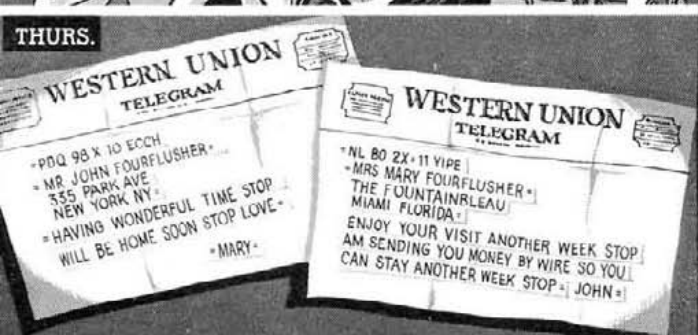 THURS.
WESTERN UNION
TELEGRAM
=PDQ 98 X 10 ECCH
= MR JOHN FOURFLUSHER=
335 PARK AVE
NEW YORK NY=
=HAVING WONDERFUL TIME STOP
WILL BE HOME SOON STOP LOVE=
=MARY=
WESTERN UNION
TELEGRAM
=NL 80 2X=11 YIPE
=MRS MARY FOURFLUSHER=
THE FOUNTAINRLEAU
MIAMI FLORIDA=
ENJOY YOUR VISIT ANOTHER WEEK STOP
AM SENDING YOU MONEY BY WIRE SO YOU
CAN STAY ANOTHER WEEK STOP= JOHN=